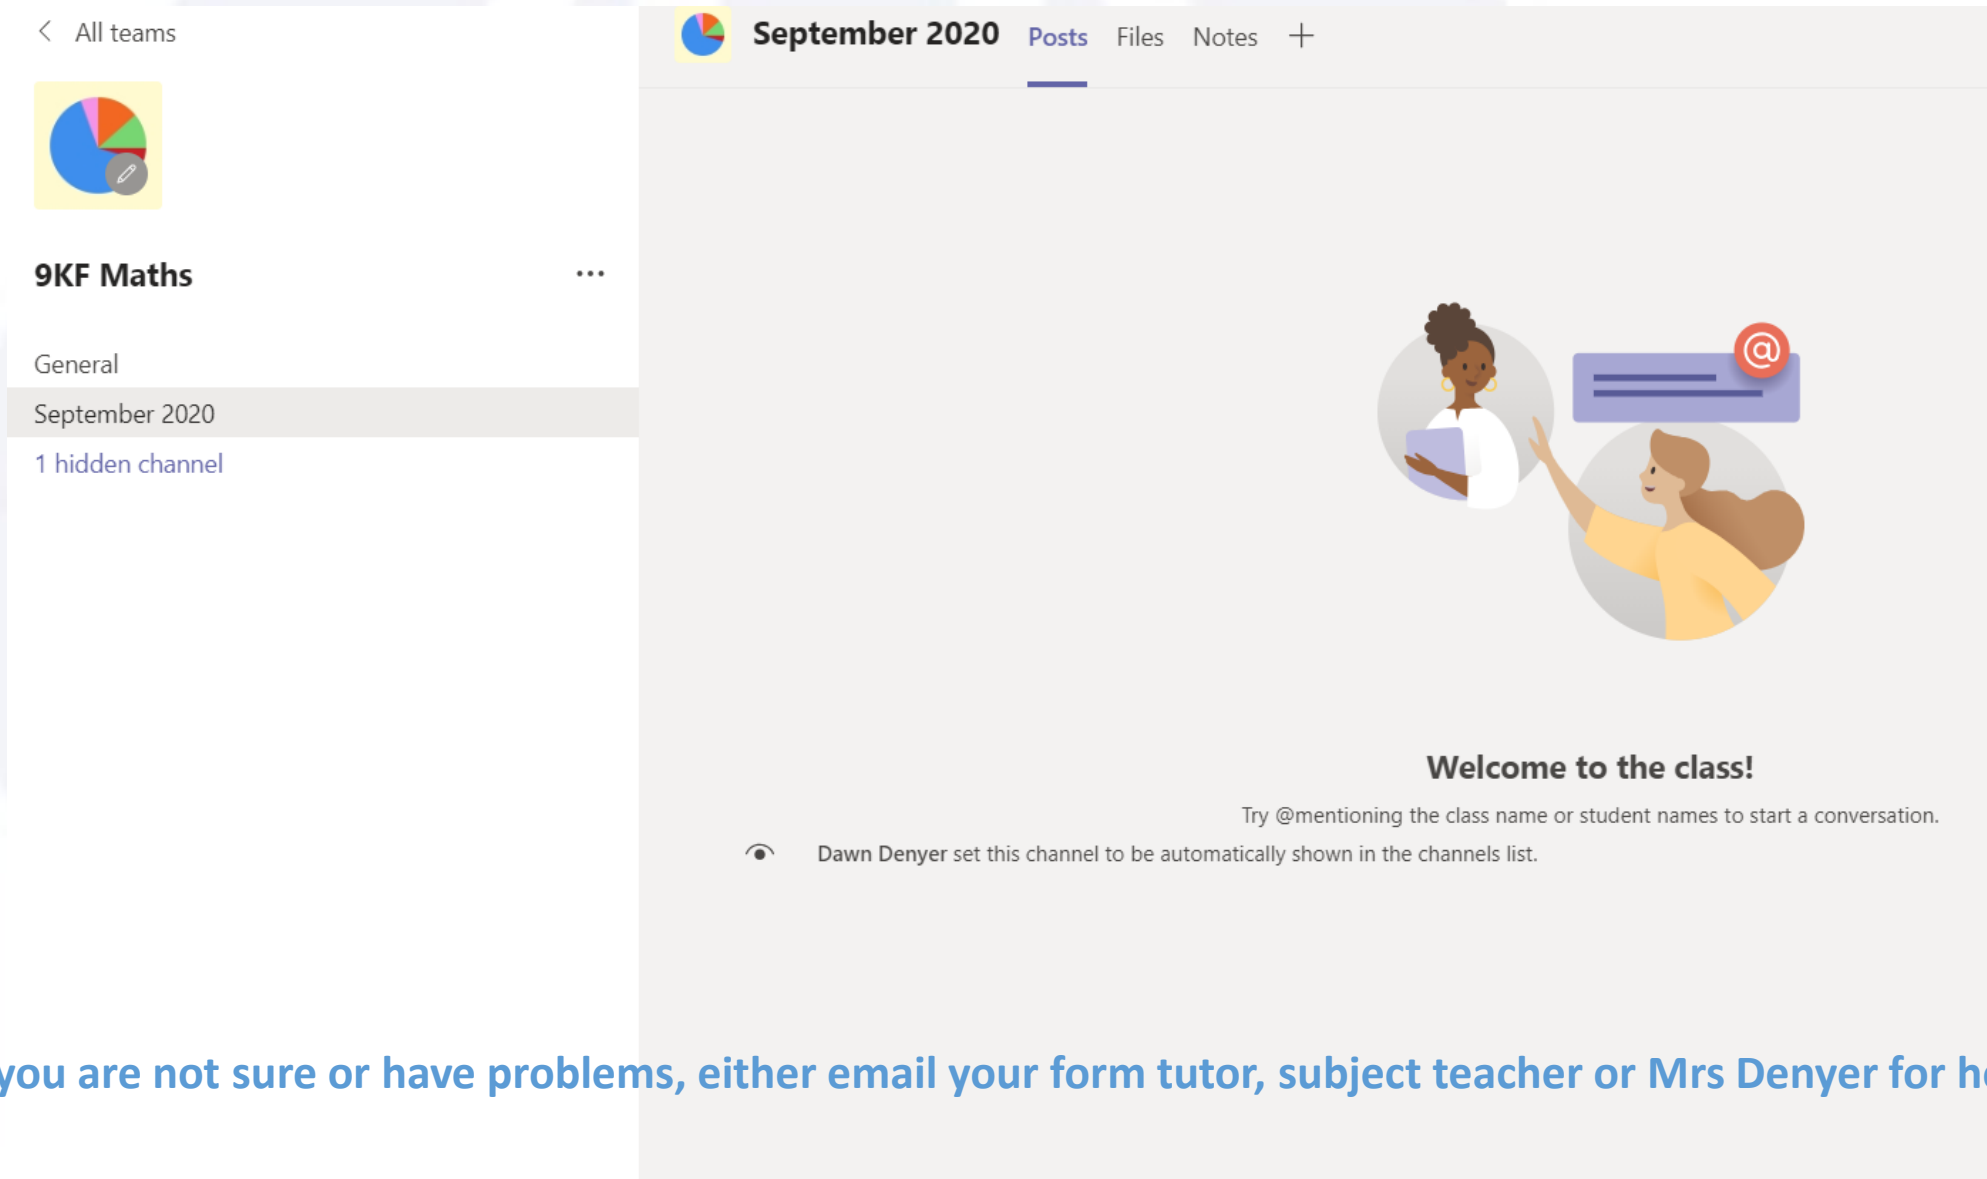 All teams
9KF Maths
General
September 2020
1 hidden channel
September 2020 Posts Files Notes
@
Welcome to the class!
Try @mentioning the class name or student names to start a conversation.
Dawn Denyer set this channel to be automatically shown in the channels list.
you are not sure or have problems, either email your form tutor, subject teacher or Mrs Denyer for